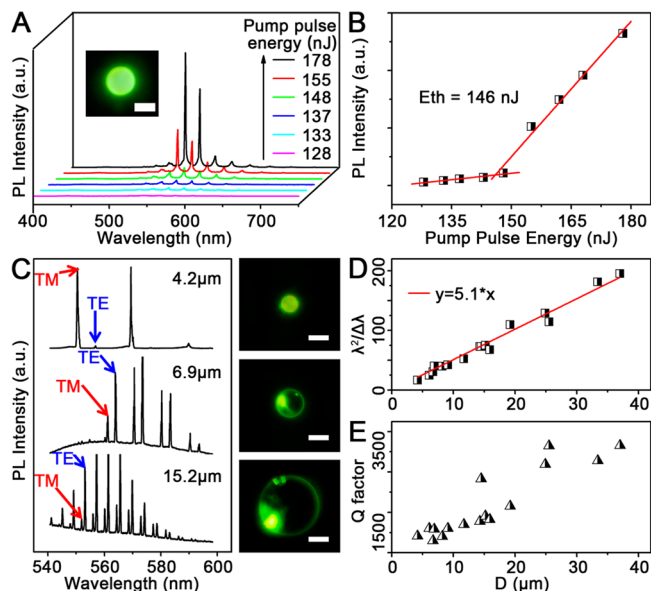 A
Pump pulse
energy (nJ)
178
155
148
137
133
128
PL Intensity (a.u.)
400 500 600 700
Wavelength (nm)
B
PL Intensity (a.u.)
Eth = 146 nJ
120 135 150 165 180
Pump Pulse Energy (nJ)
C
PL Intensity (a.u.)
TM
TE
4.2μm
TE
TM
6.9μm
TE
TM
15.2μm
540 560 580 600
Wavelength (nm)
D
λ²/Δλ
200
100
0
y=5.1*x
0 10 20 30 40
E
Q factor
3500
1500
0 10 20 30 40
D (μm)